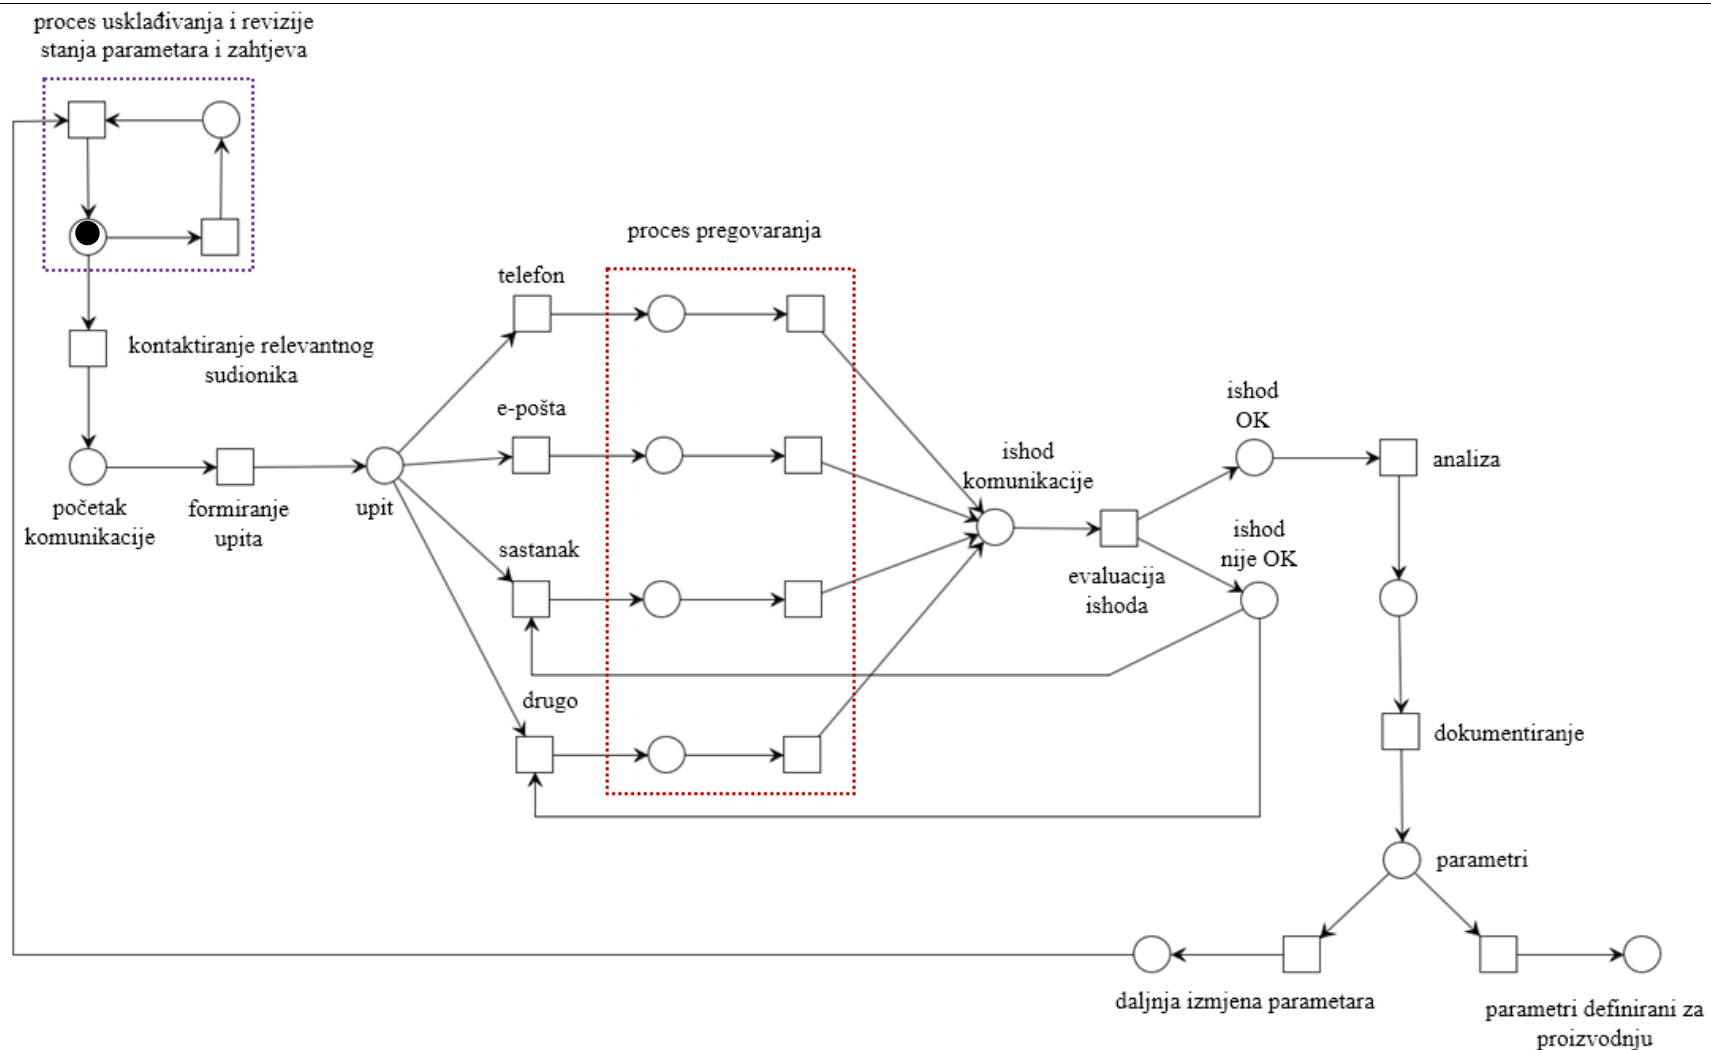 proces usklađivanja i revizije
stanja parametara i zahtjeva
proces pregovaranja
telefon
kontaktiranje relevantnog
sudionika
e-pošta
početak
komunikacije
formiranje
upita
upit
sastanak
drugo
ishod
komunikacije
evaluacija
ishoda
ishod
OK
ishod
nije OK
analiza
dokumentiranje
parametri
daljnja izmjena parametara
parametri definirani za
proizvodnju